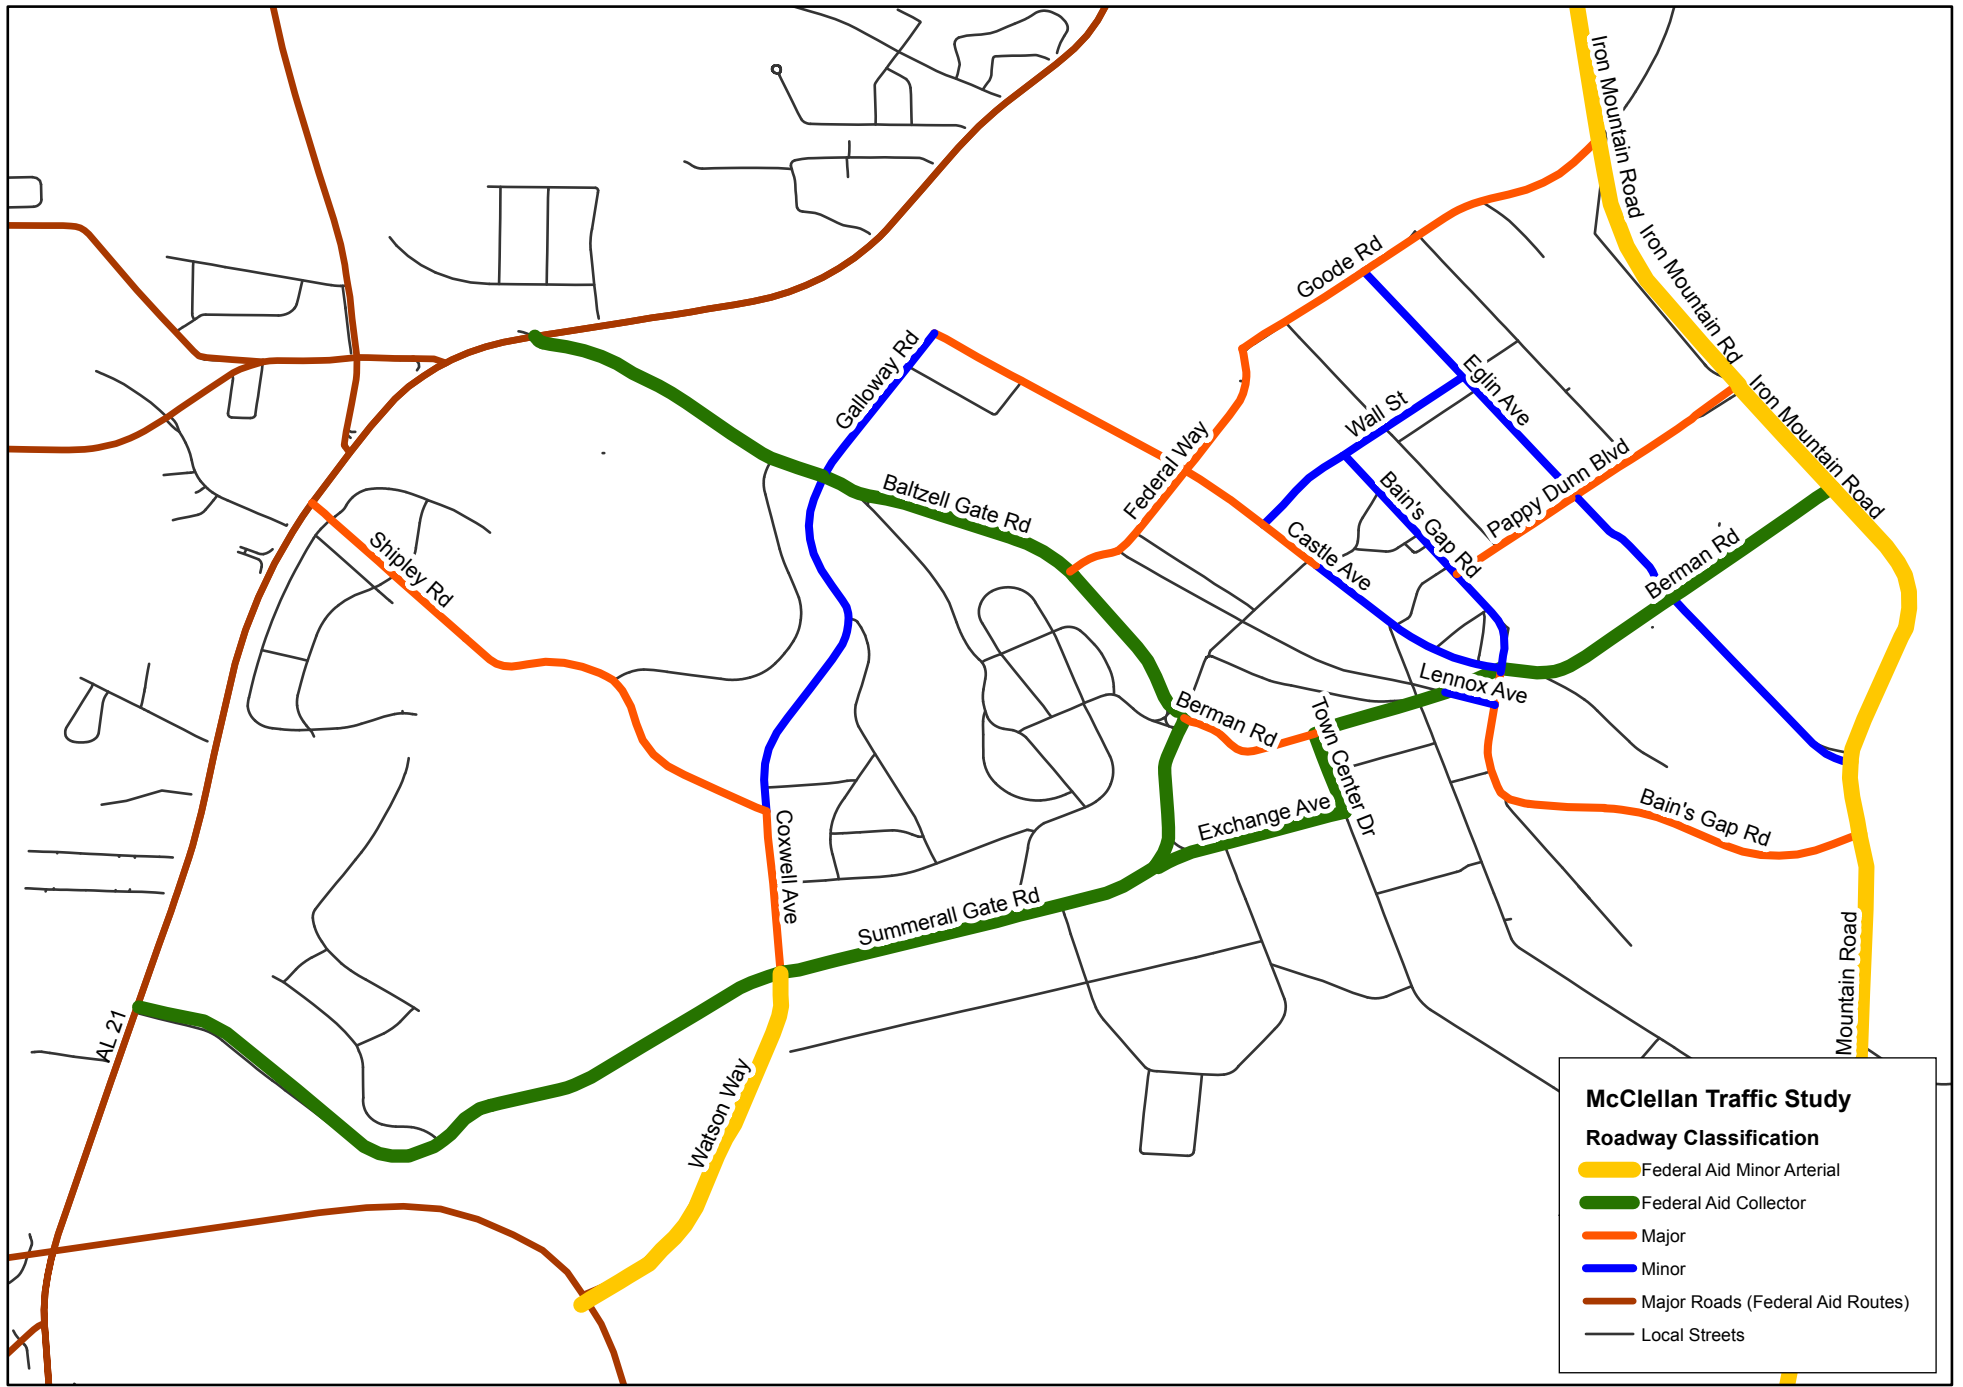 Iron Mountain Road
Iron Mountain Rd
Goode Rd
Galloway Rd
Eglin Ave
Wall St
Iron Mountain Road
Federal Way
Pappy Dunn Blvd
Baltzell Gate Rd
Bain's Gap Rd
Castle Ave
Shipley Rd
Berman Rd
Lennox Ave
Berman Rd
Town Center Dr
Exchange Ave
Bain's Gap Rd
Coxwell Ave
Summerall Gate Rd
Mountain Road
AL 21
Watson Way
McClellan Traffic Study
Roadway Classification
Federal Aid Minor Arterial
Federal Aid Collector
Major
Minor
Major Roads (Federal Aid Routes)
Local Streets